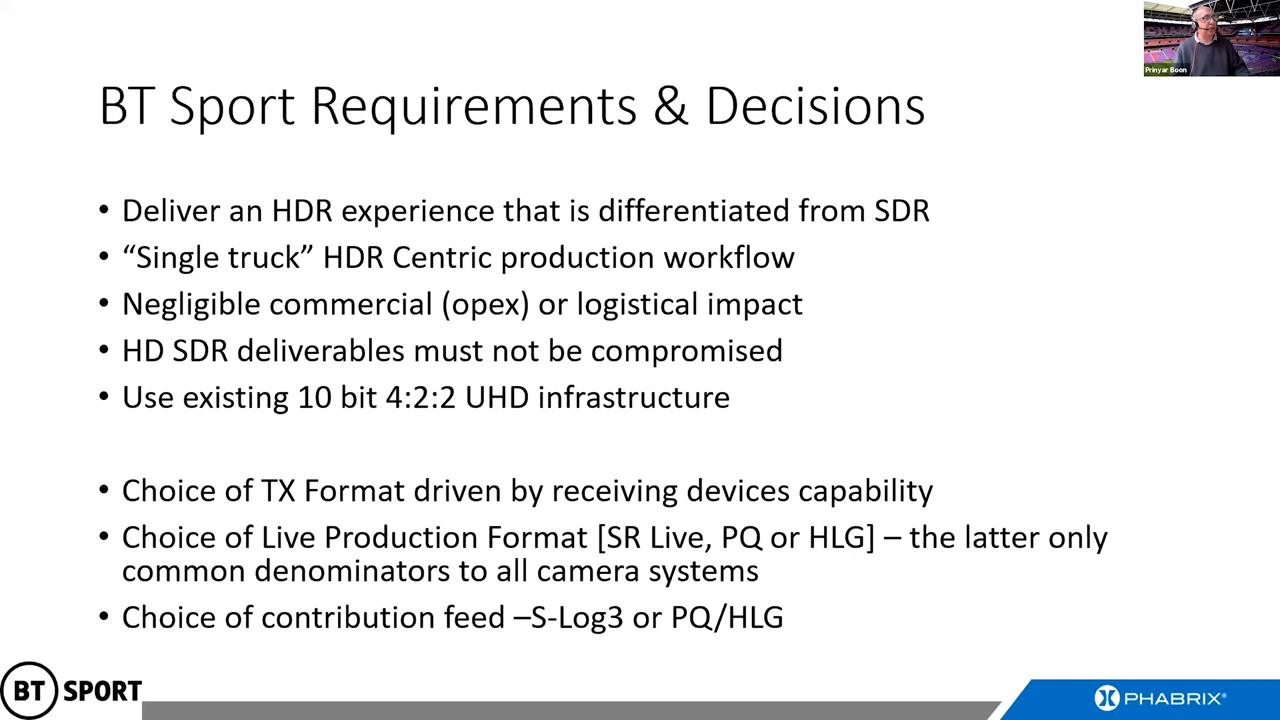 Prinyar Boon
BT Sport Requirements & Decisions
• Deliver an HDR experience that is differentiated from SDR
• “Single truck” HDR Centric production workflow
• Negligible commercial (opex) or logistical impact
• HD SDR deliverables must not be compromised
• Use existing 10 bit 4:2:2 UHD infrastructure
• Choice of TX Format driven by receiving devices capability
• Choice of Live Production Format [SR Live, PQ or HLG] – the latter only
common denominators to all camera systems
• Choice of contribution feed –S-Log3 or PQ/HLG
BT SPORT
PHABRIX®